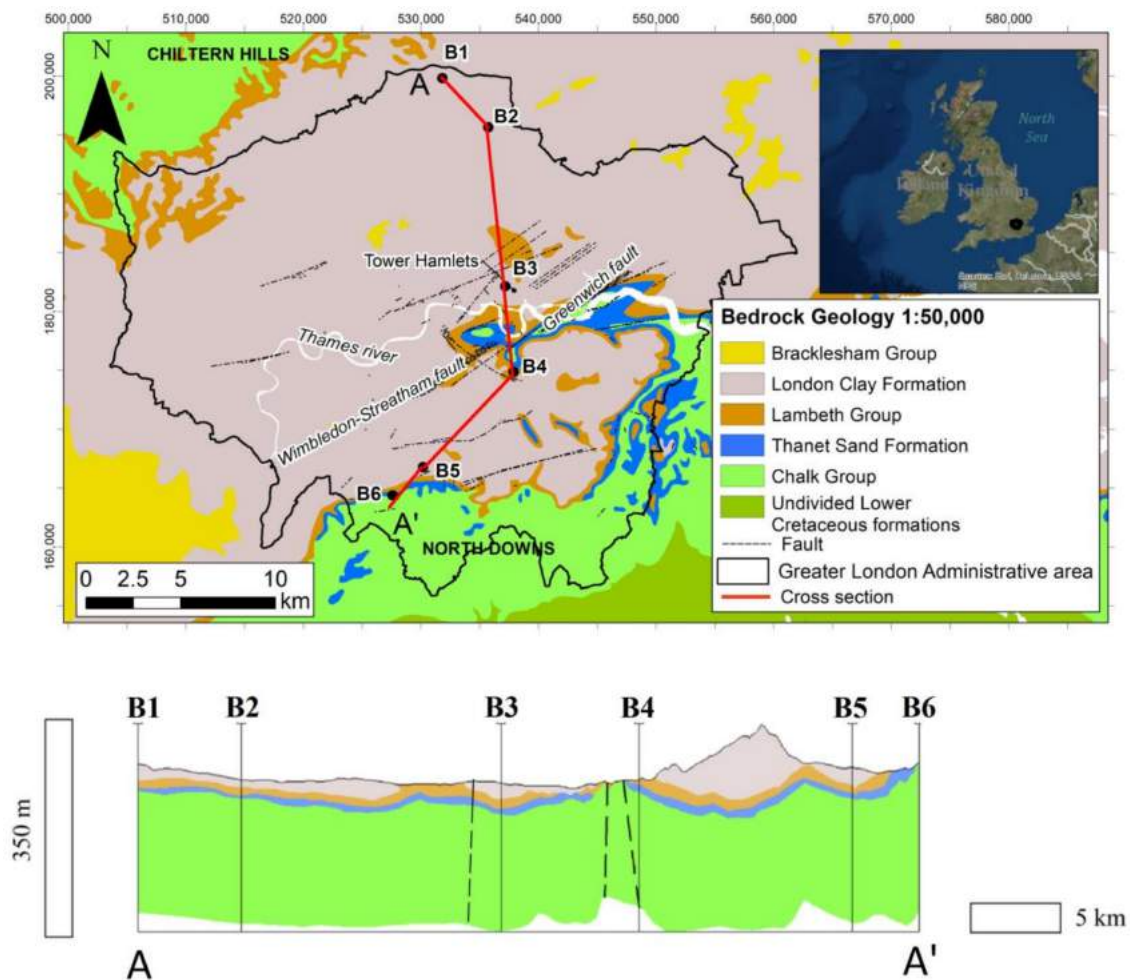 500,000 510,000 520,000 530,000 540,000 550,000 560,000 570,000 580,000
N
CHILTERN HILLS
200,000
180,000
160,000
B1
A
B2
Tower Hamlets
B3
Greenwich fault
Thames river
Wimbledon-Streatham fault
B4
B5
B6
A'
NORTH DOWNS
0 2.5 5 10
km
North
Sea
United
Kingdom
Ireland
Bedrock Geology 1:50,000
Bracklesham Group
London Clay Formation
Lambeth Group
Thanet Sand Formation
Chalk Group
Undivided Lower
Cretaceous formations
Fault
Greater London Administrative area
Cross section
B1 B2 B3 B4 B5 B6
350 m
5 km
A A'